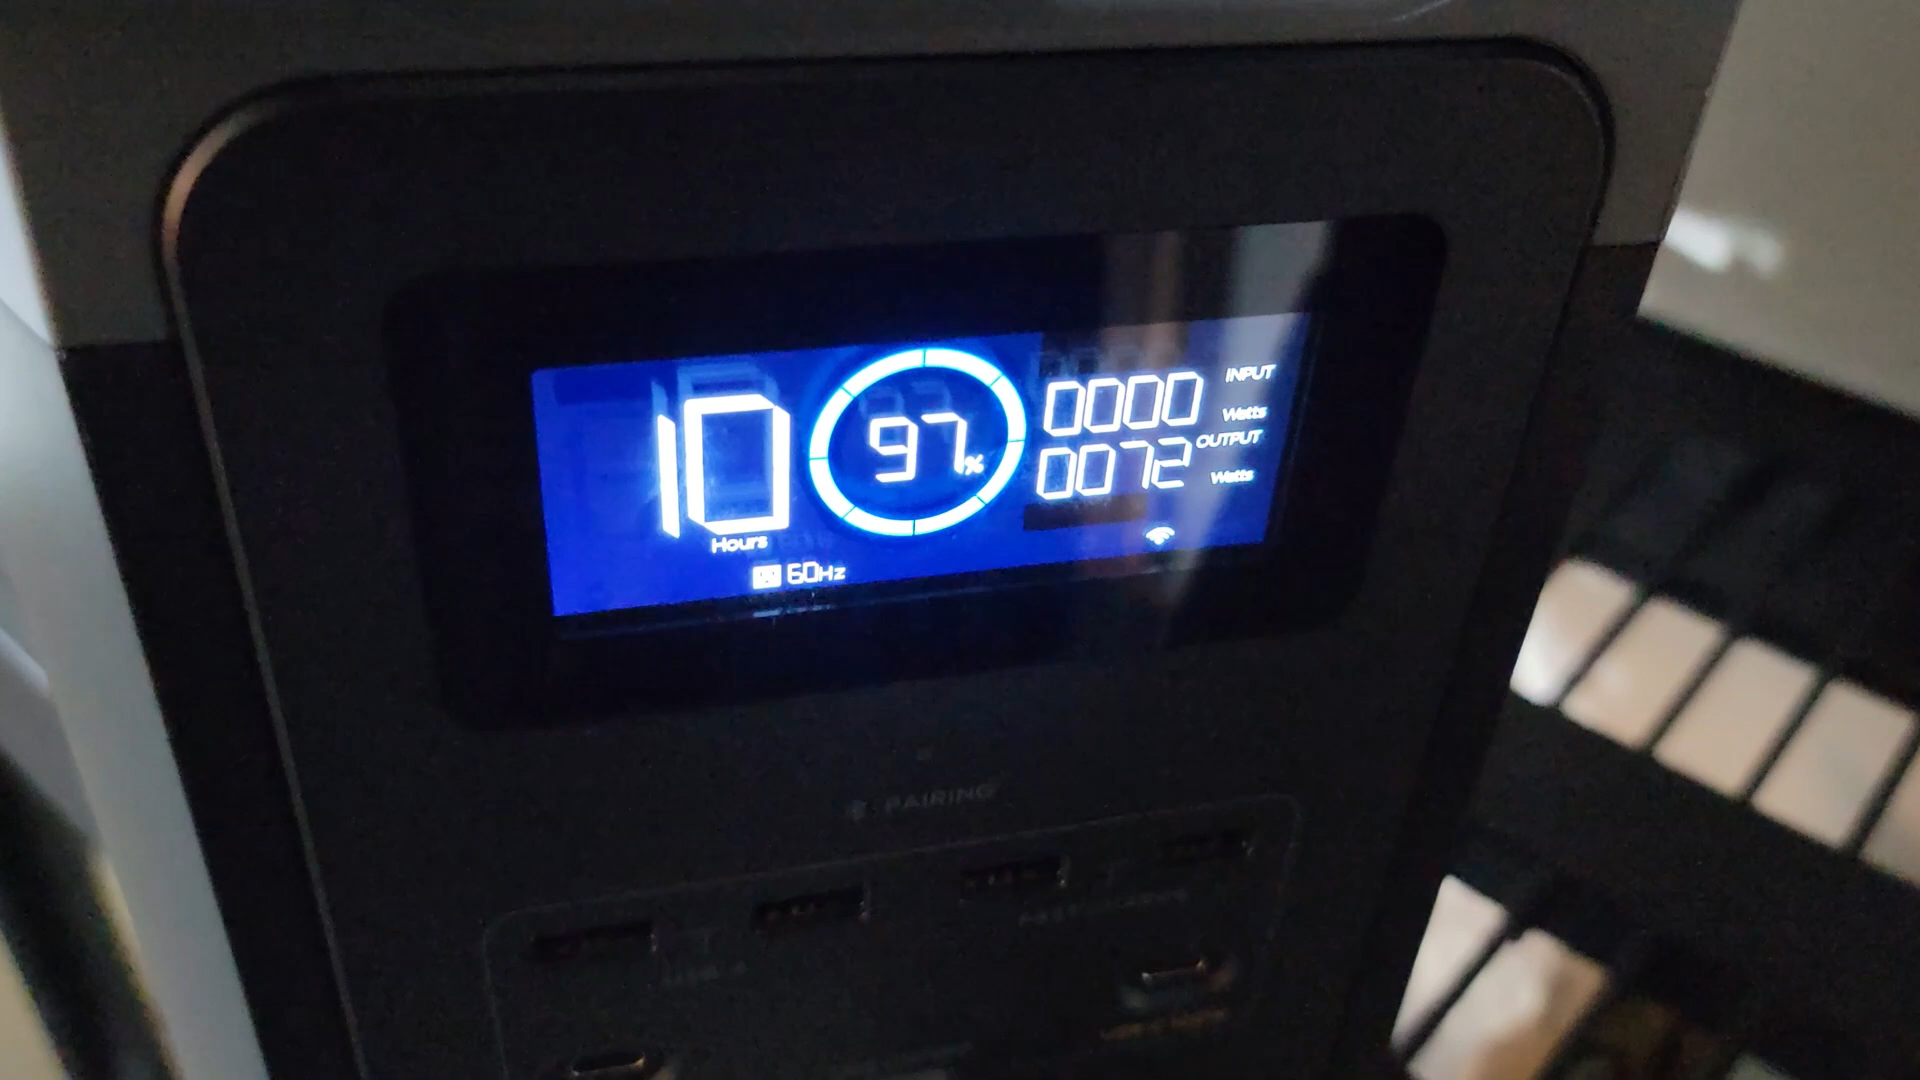 10
Hours
60Hz
97%
0000 INPUT
Watts
0072 OUTPUT
Watts
PAIRING